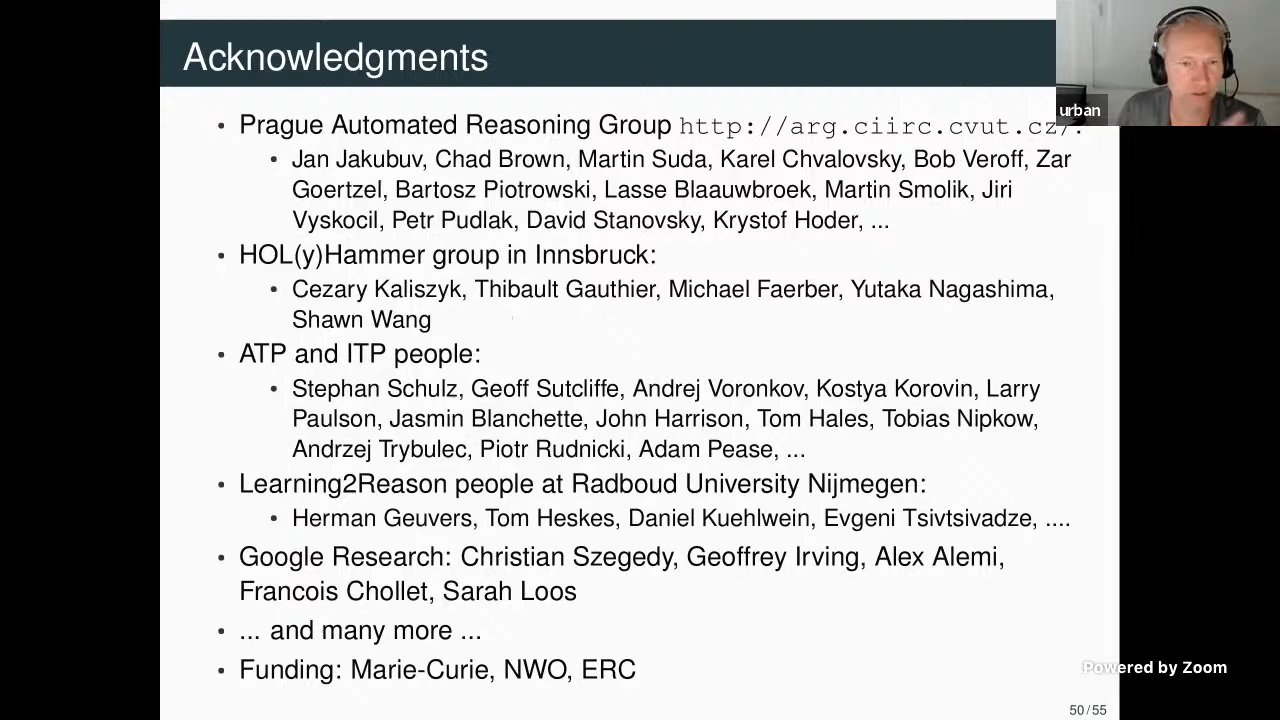 Acknowledgments
urban
• Prague Automated Reasoning Group http://arg.ciirc.cvut.cz/:
• Jan Jakubuv, Chad Brown, Martin Suda, Karel Chvalovsky, Bob Veroff, Zar
Goertzel, Bartosz Piotrowski, Lasse Blaauwbroek, Martin Smolik, Jiri
Vyskocil, Petr Pudlak, David Stanovsky, Krystof Hoder, ...
• HOL(y)Hammer group in Innsbruck:
• Cezary Kaliszyk, Thibault Gauthier, Michael Faerber, Yutaka Nagashima,
Shawn Wang
• ATP and ITP people:
• Stephan Schulz, Geoff Sutcliffe, Andrej Voronkov, Kostya Korovin, Larry
Paulson, Jasmin Blanchette, John Harrison, Tom Hales, Tobias Nipkow,
Andrzej Trybulec, Piotr Rudnicki, Adam Pease, ...
• Learning2Reason people at Radboud University Nijmegen:
• Herman Geuvers, Tom Heskes, Daniel Kuehlwein, Evgeni Tsivtsivadze, ....
• Google Research: Christian Szegedy, Geoffrey Irving, Alex Alemi,
Francois Chollet, Sarah Loos
• ... and many more ...
• Funding: Marie-Curie, NWO, ERC
Powered by Zoom
50/55